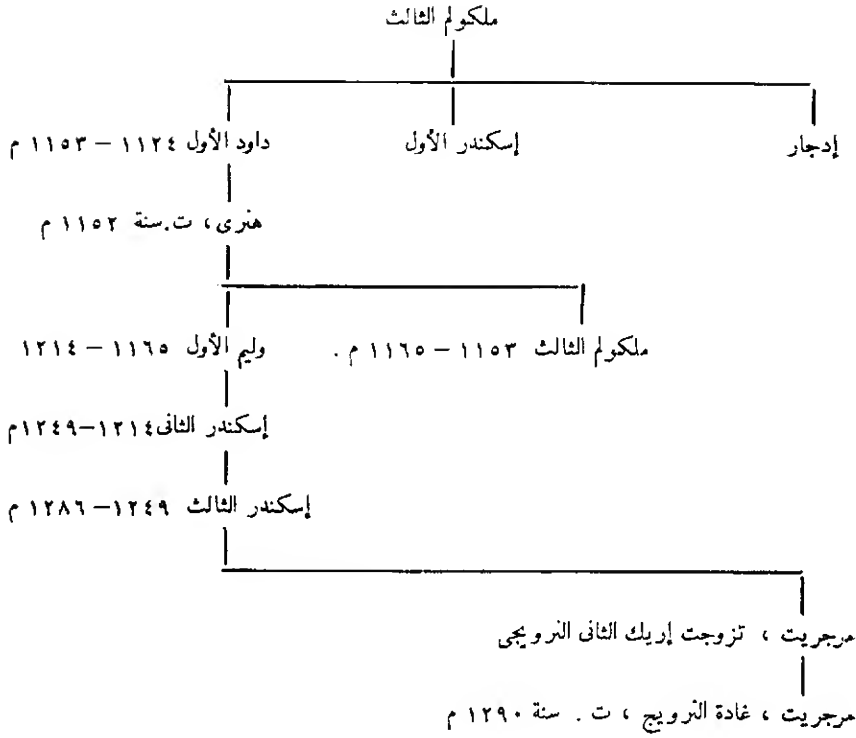 ملكولم الثالث
إدجار
إسكندر الأول
داود الأول ١١٢٤ – ١١٥٣ م
هنرى، ت.سنة ١١٥٢ م
ملكولم الثالث ١١٥٣ – ١١٦٥ م .
وليم الأول ١١٦٥ – ١٢١٤
إسكندر الثانى ١٢١٤–١٢٤٩م
إسكندر الثالث ١٢٤٩–١٢٨٦ م
مرجريت ، تزوجت إريك الثانى النرويجى
مرجريت ، غادة النرويج ، ت . سنة ١٢٩٠ م